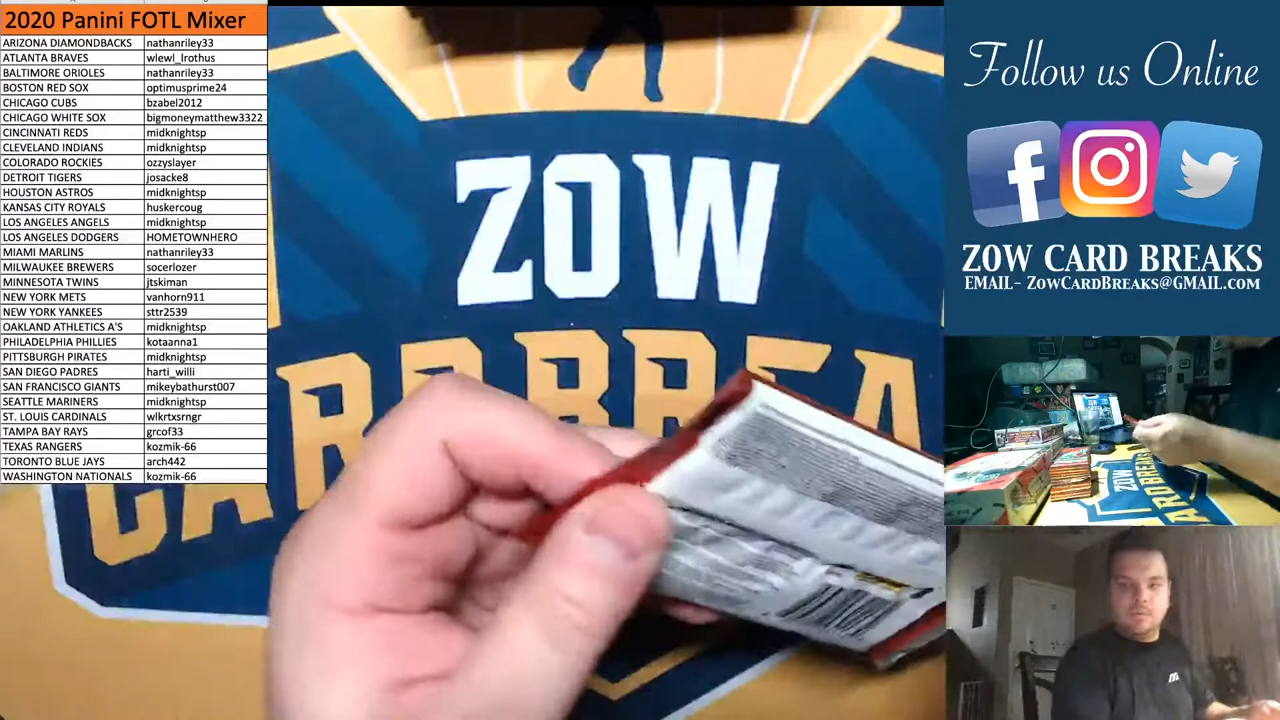 2020 Panini FOTL Mixer
ARIZONA DIAMONDBACKS nathanriley33
ATLANTA BRAVES wlewl_lrothus
BALTIMORE ORIOLES nathanriley33
BOSTON RED SOX optimusprime24
CHICAGO CUBS bzabel2012
CHICAGO WHITE SOX bigmoneymatthew3322
CINCINNATI REDS midknightsp
CLEVELAND INDIANS midknightsp
COLORADO ROCKIES ozzyslayer
DETROIT TIGERS josacke8
HOUSTON ASTROS midknightsp
KANSAS CITY ROYALS huskercoug
LOS ANGELES ANGELS midknightsp
LOS ANGELES DODGERS HOMETOWNHERO
MIAMI MARLINS nathanriley33
MILWAUKEE BREWERS socerlozer
MINNESOTA TWINS jtskiman
NEW YORK METS vanhorn911
NEW YORK YANKEES sttr2539
OAKLAND ATHLETICS A'S midknightsp
PHILADELPHIA PHILLIES kotaanna1
PITTSBURGH PIRATES midknightsp
SAN DIEGO PADRES harti_willi
SAN FRANCISCO GIANTS mikeybathurst007
SEATTLE MARINERS midknightsp
ST. LOUIS CARDINALS wlkrtxsrngr
TAMPA BAY RAYS grcof33
TEXAS RANGERS kozmik-66
TORONTO BLUE JAYS arch442
WASHINGTON NATIONALS kozmik-66
ZOW
CARD BREA
Follow us Online
ZOW CARD BREAKS
EMAIL- ZowCardBreaks@GMAIL.com
ZOW
ARD BREAKS